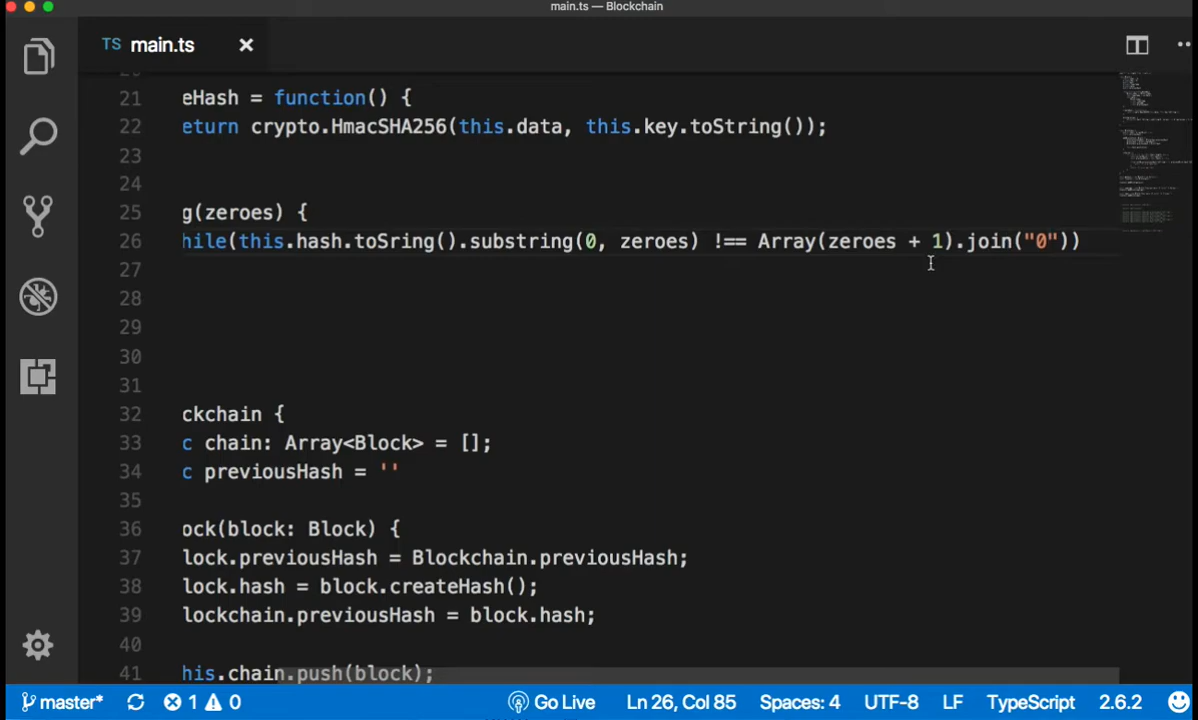 main.ts — Blockchain
TS main.ts ×
21 eHash = function() {
22 eturn crypto.HmacSHA256(this.data, this.key.toString());
23
24
25 g(zeroes) {
26 hile(this.hash.toSring().substring(0, zeroes) !== Array(zeroes + 1).join("0"))
27
28
29
30
31
32 ckchain {
33 c chain: Array<Block> = [];
34 c previousHash = ''
35
36 ock(block: Block) {
37 lock.previousHash = Blockchain.previousHash;
38 lock.hash = block.createHash();
39 lockchain.previousHash = block.hash;
40
41 his.chain.push(block);
master* 1 0 Go Live Ln 26, Col 85 Spaces: 4 UTF-8 LF TypeScript 2.6.2